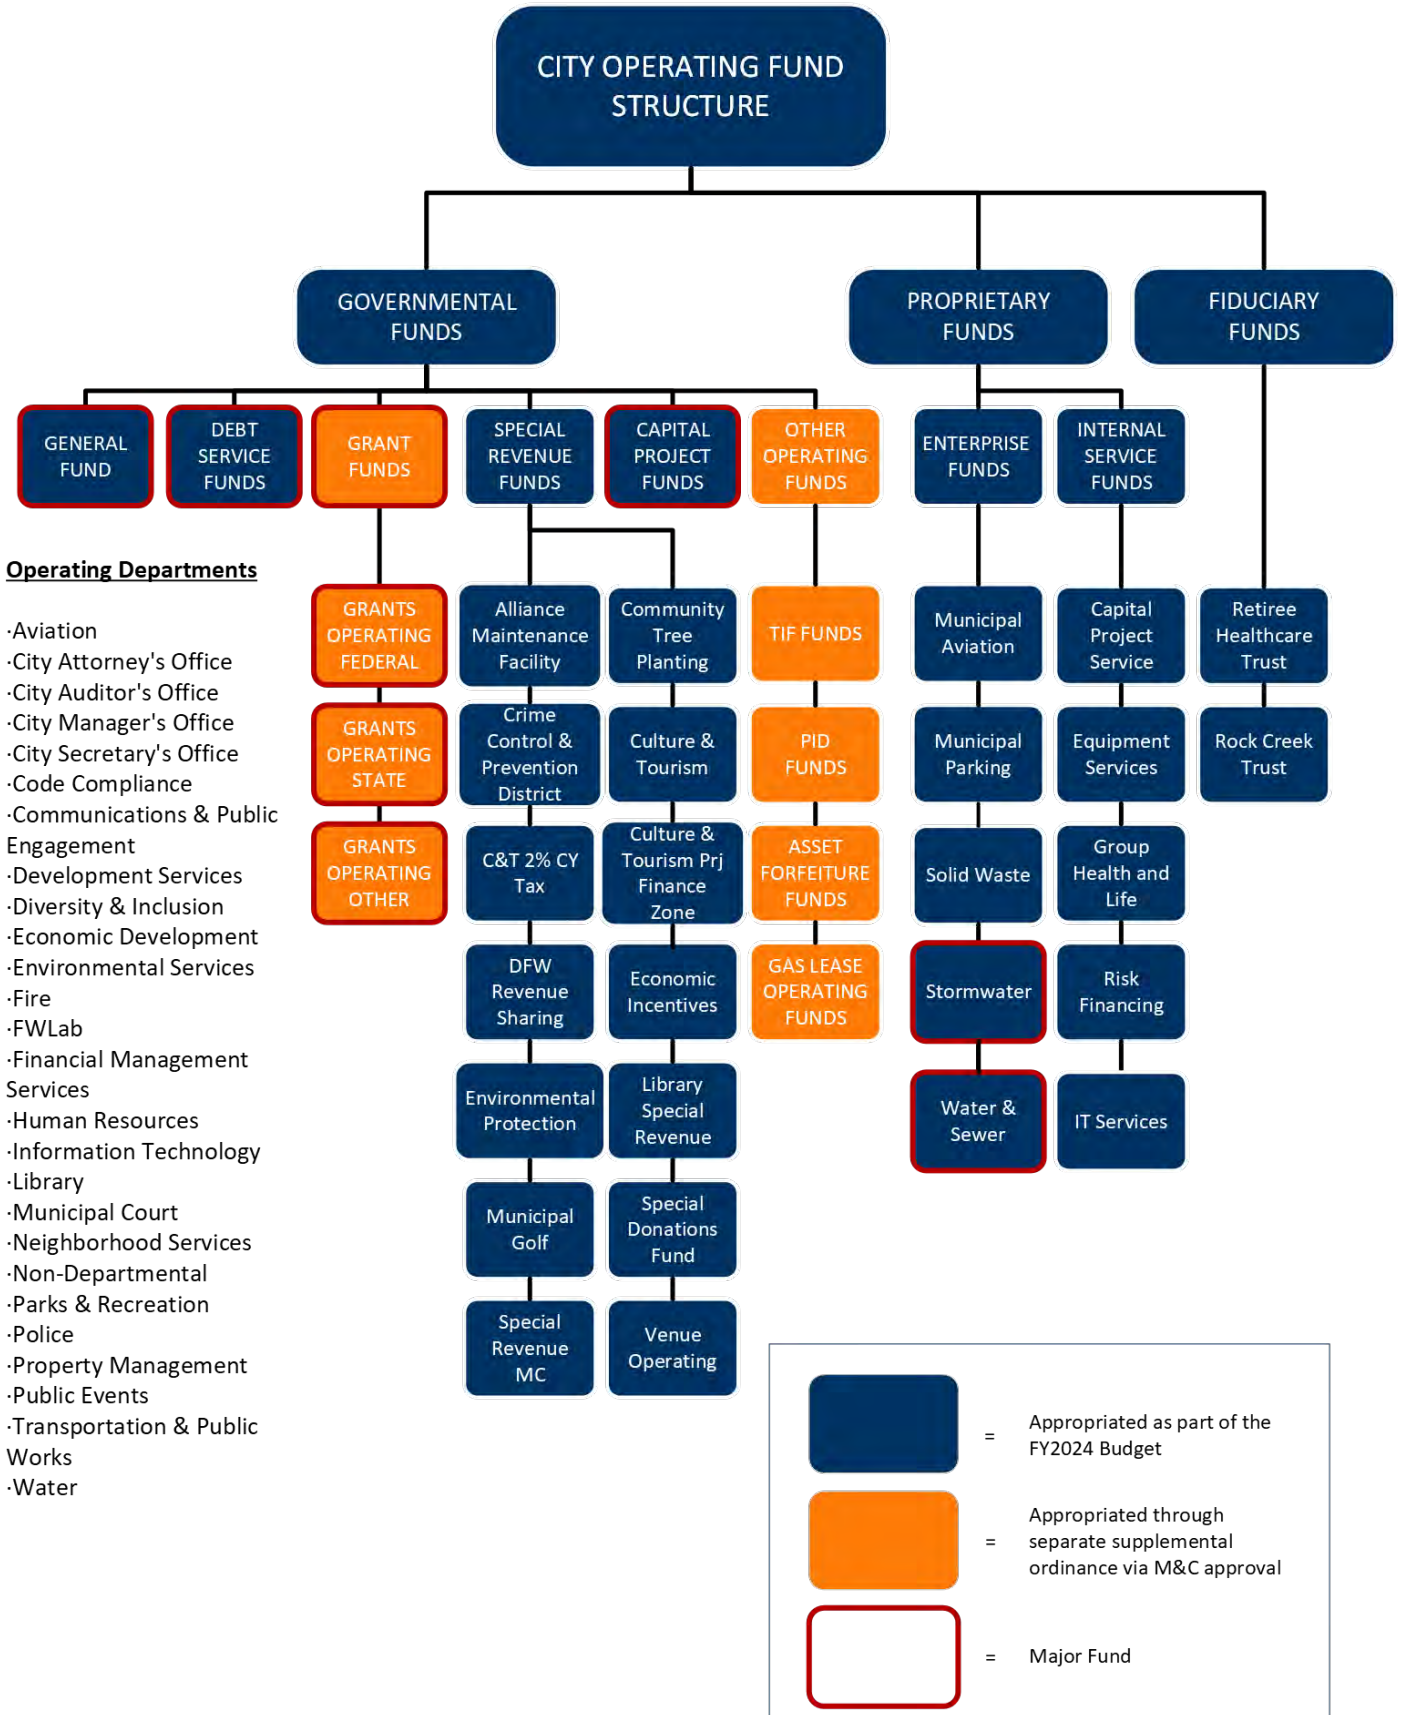 CITY OPERATING FUND
STRUCTURE
GOVERNMENTAL
FUNDS
PROPRIETARY
FUNDS
FIDUCIARY
FUNDS
GENERAL
FUND
DEBT
SERVICE
FUNDS
GRANT
FUNDS
SPECIAL
REVENUE
FUNDS
CAPITAL
PROJECT
FUNDS
OTHER
OPERATING
FUNDS
ENTERPRISE
FUNDS
INTERNAL
SERVICE
FUNDS
Operating Departments
·Aviation
·City Attorney's Office
·City Auditor's Office
·City Manager's Office
·City Secretary's Office
·Code Compliance
·Communications & Public
Engagement
·Development Services
·Diversity & Inclusion
·Economic Development
·Environmental Services
·Fire
·FWLab
·Financial Management
Services
·Human Resources
·Information Technology
·Library
·Municipal Court
·Neighborhood Services
·Non-Departmental
·Parks & Recreation
·Police
·Property Management
·Public Events
·Transportation & Public
Works
·Water
GRANTS
OPERATING
FEDERAL
GRANTS
OPERATING
STATE
GRANTS
OPERATING
OTHER
Alliance
Maintenance
Facility
Crime
Control &
Prevention
District
C&T 2% CY
Tax
DFW
Revenue
Sharing
Environmental
Protection
Municipal
Golf
Special
Revenue
MC
Community
Tree
Planting
Culture &
Tourism
Culture &
Tourism Prj
Finance
Zone
Economic
Incentives
Library
Special
Revenue
Special
Donations
Fund
Venue
Operating
TIF FUNDS
PID
FUNDS
ASSET
FORFEITURE
FUNDS
GAS LEASE
OPERATING
FUNDS
Municipal
Aviation
Municipal
Parking
Solid Waste
Stormwater
Water &
Sewer
Capital
Project
Service
Equipment
Services
Group
Health and
Life
Risk
Financing
IT Services
Retiree
Healthcare
Trust
Rock Creek
Trust
= Appropriated as part of the
FY2024 Budget
Appropriated through
= separate supplemental
ordinance via M&C approval
= Major Fund